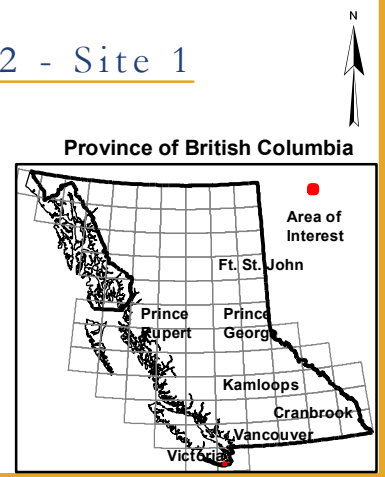 N
2 - Site 1
Province of British Columbia
Area of
Interest
Ft. St. John
Prince
Rupert
Prince
George
Kamloops
Cranbrook
Vancouver
Victoria